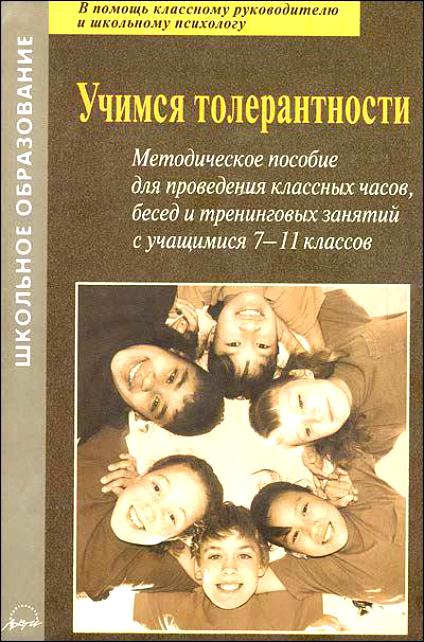 В помощь классному руководителю
и школьному психологу
Учимся толерантности
Методическое пособие
для проведения классных часов,
бесед и тренинговых занятий
с учащимися 7–11 классов
ШКОЛЬНОЕ ОБРАЗОВАНИЕ